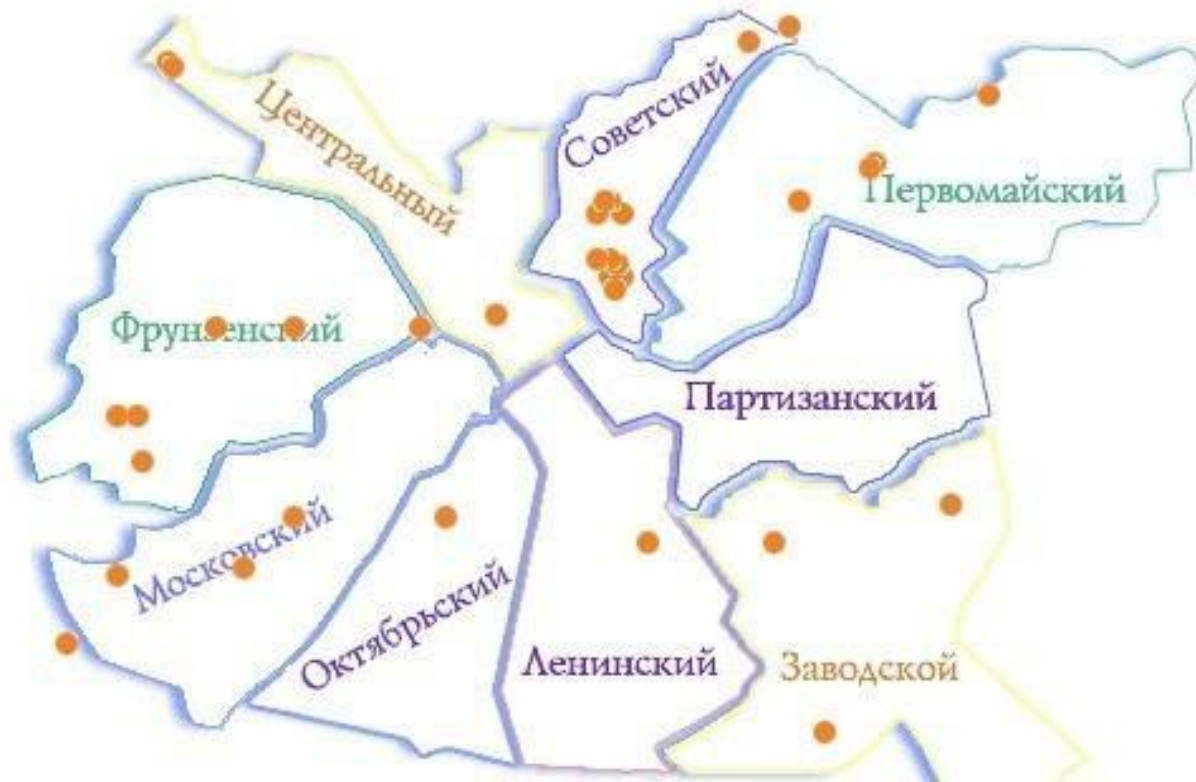 Центральный
Советский
Первомайский
Фрунзенский
Партизанский
Московский
Октябрьский
Ленинский
Заводской